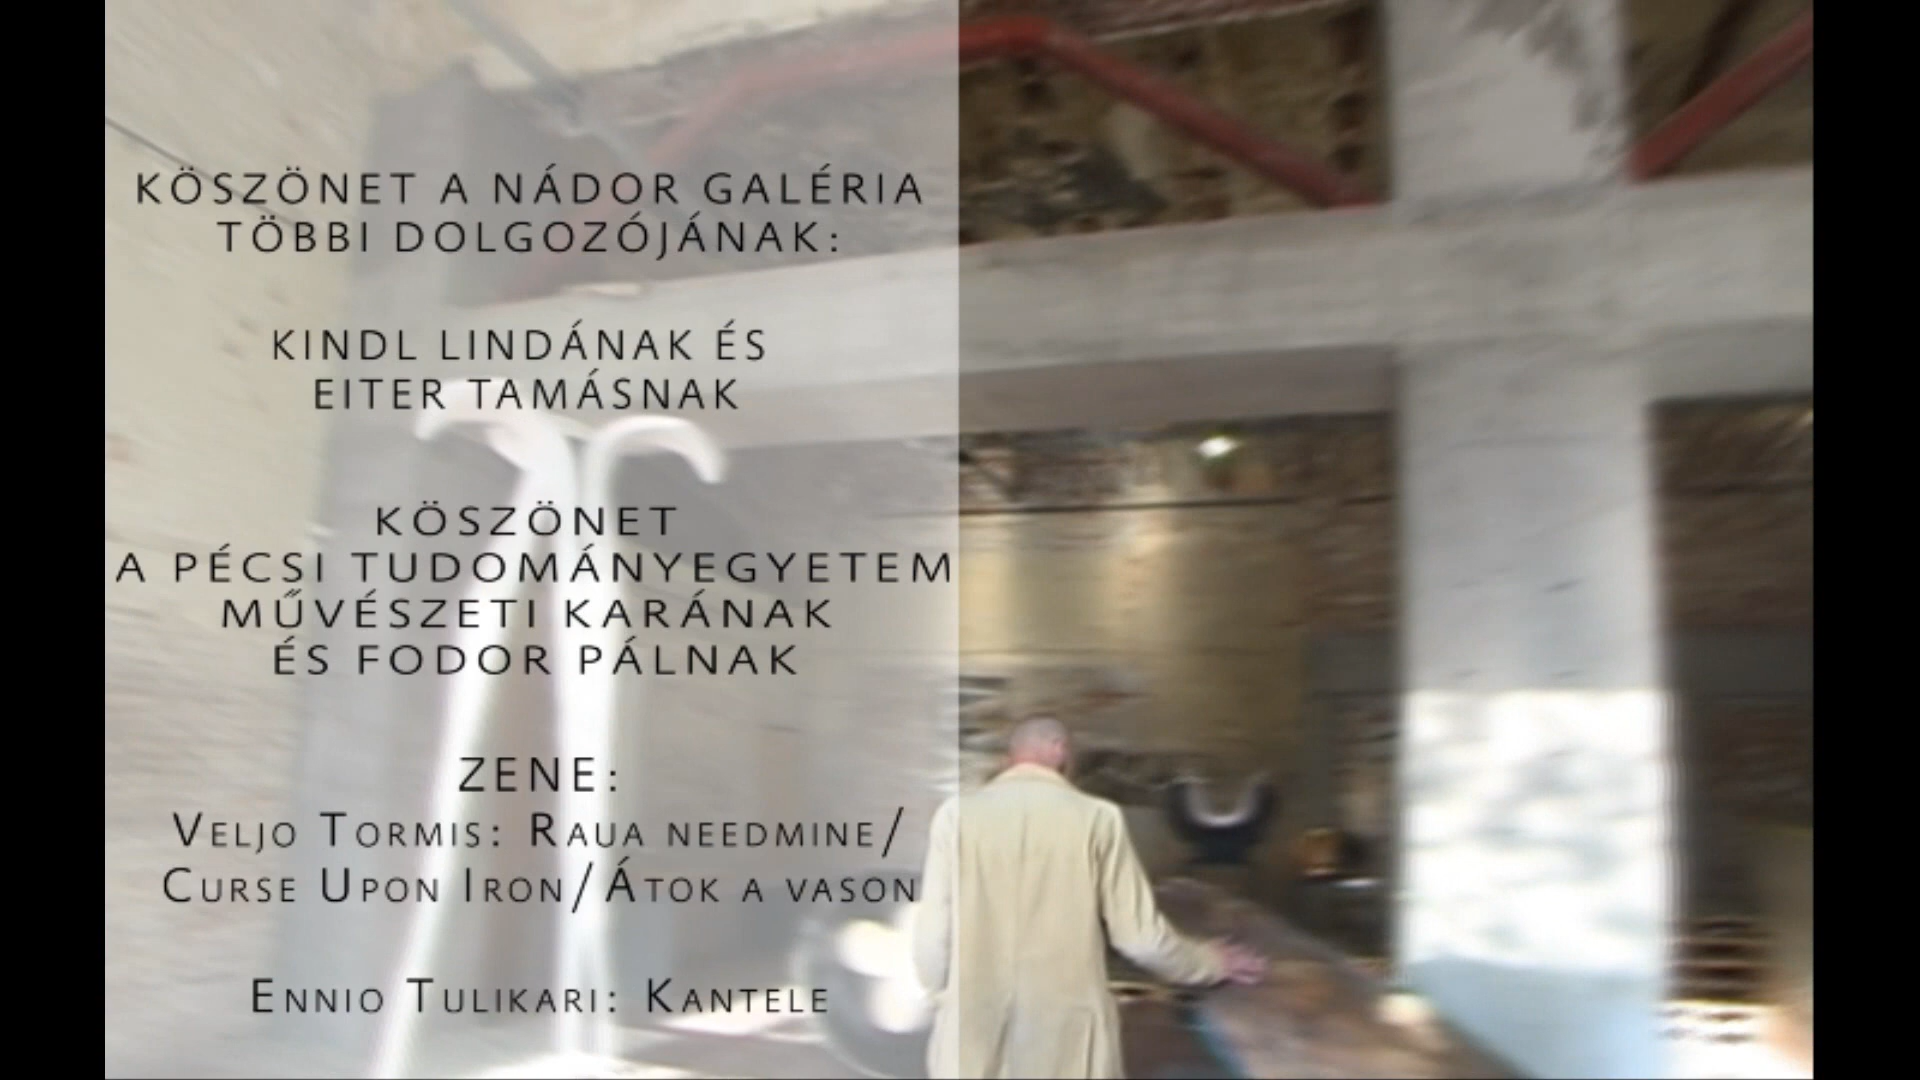 KÖSZÖNET A NÁDOR GALÉRIA
TÖBBI DOLGOZÓJÁNAK:
KINDL LINDÁNAK ÉS
EITER TAMÁSNAK
KÖSZÖNET
A PÉCSI TUDOMÁNYEGYETEM
MŰVÉSZETI KARÁNAK
ÉS FODOR PÁLNAK
ZENE:
VELJO TORMIS: RAUA NEEDMINE/
CURSE UPON IRON/ÁTOK A VASON
ENNIO TULIKARI: KANTELE